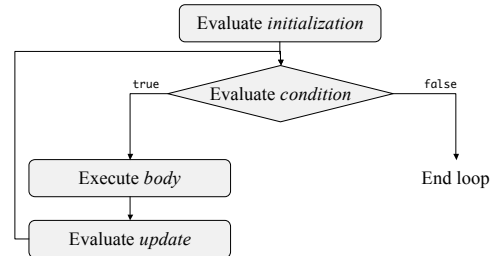 Evaluate initialization
true
false
Evaluate condition
Execute body
End loop
Evaluate update